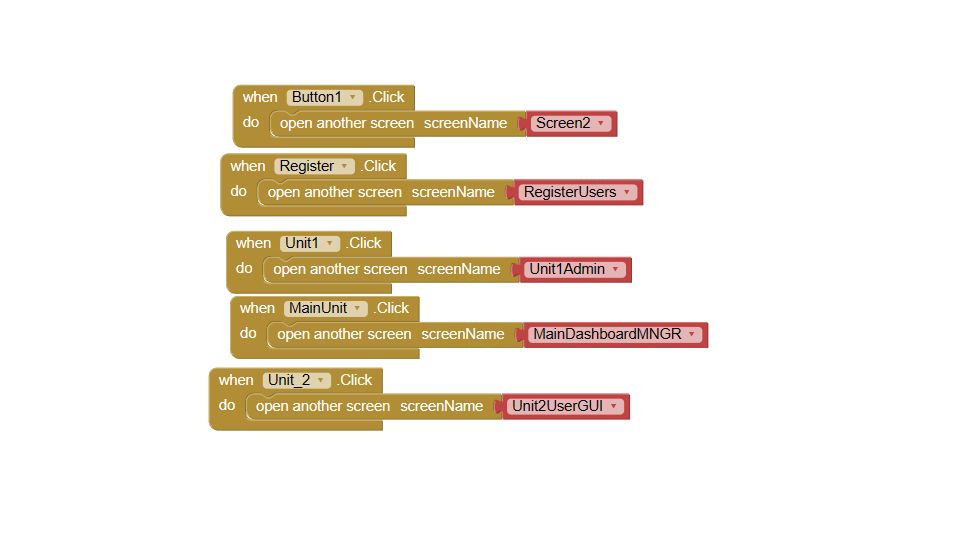 when Button1 .Click
do open another screen screenName Screen2
when Register .Click
do open another screen screenName RegisterUsers
when Unit1 .Click
do open another screen screenName Unit1Admin
when MainUnit .Click
do open another screen screenName MainDashboardMNGR
when Unit_2 .Click
do open another screen screenName Unit2UserGUI